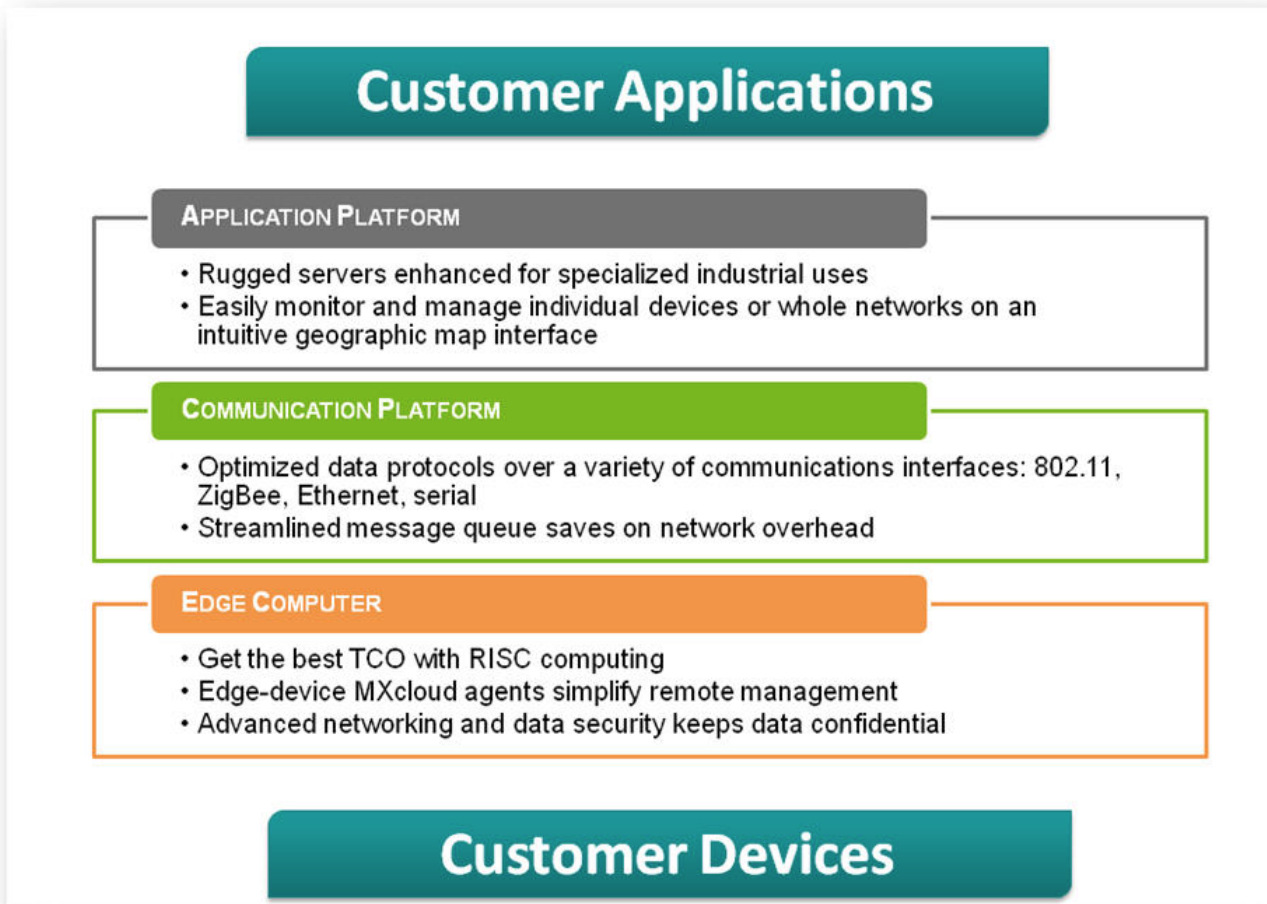 Customer Applications
APPLICATION PLATFORM
• Rugged servers enhanced for specialized industrial uses
• Easily monitor and manage individual devices or whole networks on an
intuitive geographic map interface
COMMUNICATION PLATFORM
• Optimized data protocols over a variety of communications interfaces: 802.11,
ZigBee, Ethernet, serial
• Streamlined message queue saves on network overhead
EDGE COMPUTER
• Get the best TCO with RISC computing
• Edge-device MXcloud agents simplify remote management
• Advanced networking and data security keeps data confidential
Customer Devices